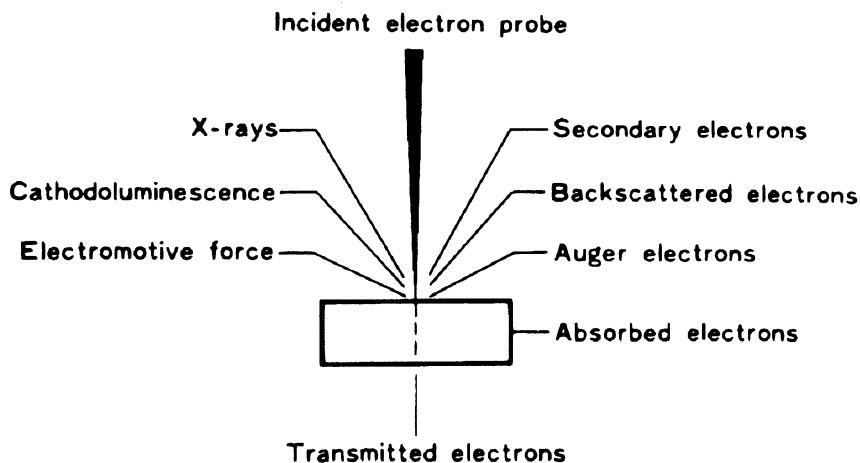 Incident electron probe
X-rays
Secondary electrons
Cathodoluminescence
Backscattered electrons
Electromotive force
Auger electrons
Absorbed electrons
Transmitted electrons